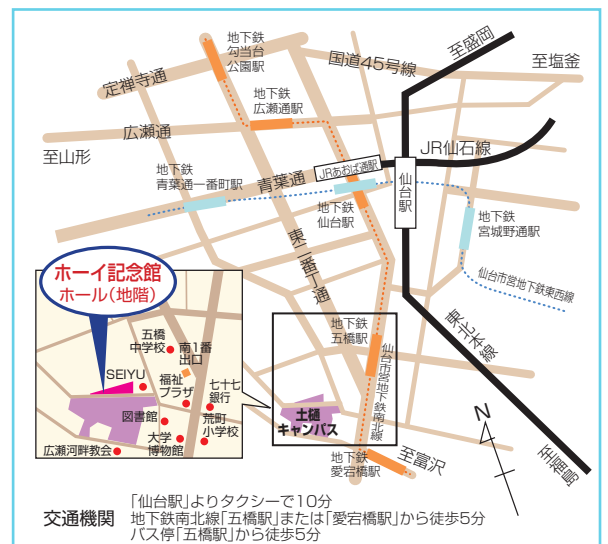 至盛岡
地下鉄
勾当台
公園駅
国道45号線
至塩釜
定禅寺通
地下鉄
広瀬通駅
広瀬通
至山形
JR仙石線
地下鉄
青葉通一番町駅
青葉通
JRあおば通駅
仙台駅
地下鉄
仙台駅
地下鉄
宮城野通駅
東二番丁通
仙台市営地下鉄東西線
ホーイ記念館
ホール(地階)
五橋
中学校
南1番
出口
SEIYU
福祉
プラザ
七十七
銀行
図書館
荒町
小学校
大学
博物館
広瀬河畔教会
地下鉄
五橋駅
仙台市営地下鉄南北線
東北本線
土樋
キャンパス
N
地下鉄
愛宕橋駅
至富沢
至福島
交通機関
「仙台駅」よりタクシーで10分
地下鉄南北線「五橋駅」または「愛宕橋駅」から徒歩5分
バス停「五橋駅」から徒歩5分